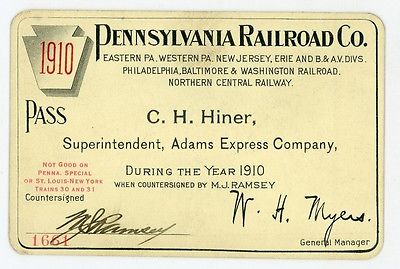 1910
PENNSYLVANIA RAILROAD CO.
EASTERN PA. WESTERN PA. NEW JERSEY, ERIE AND B. & A.V. DIVS.
PHILADELPHIA, BALTIMORE & WASHINGTON RAILROAD.
NORTHERN CENTRAL RAILWAY.
PASS
C. H. Hiner,
Superintendent, Adams Express Company,
NOT GOOD ON
PENNA. SPECIAL
OR ST. LOUIS-NEW YORK
TRAINS 30 AND 31
DURING THE YEAR 1910
WHEN COUNTERSIGNED BY M.J. RAMSEY
Countersigned
M J Ramsey
W. H. Myers.
1661
General Manager